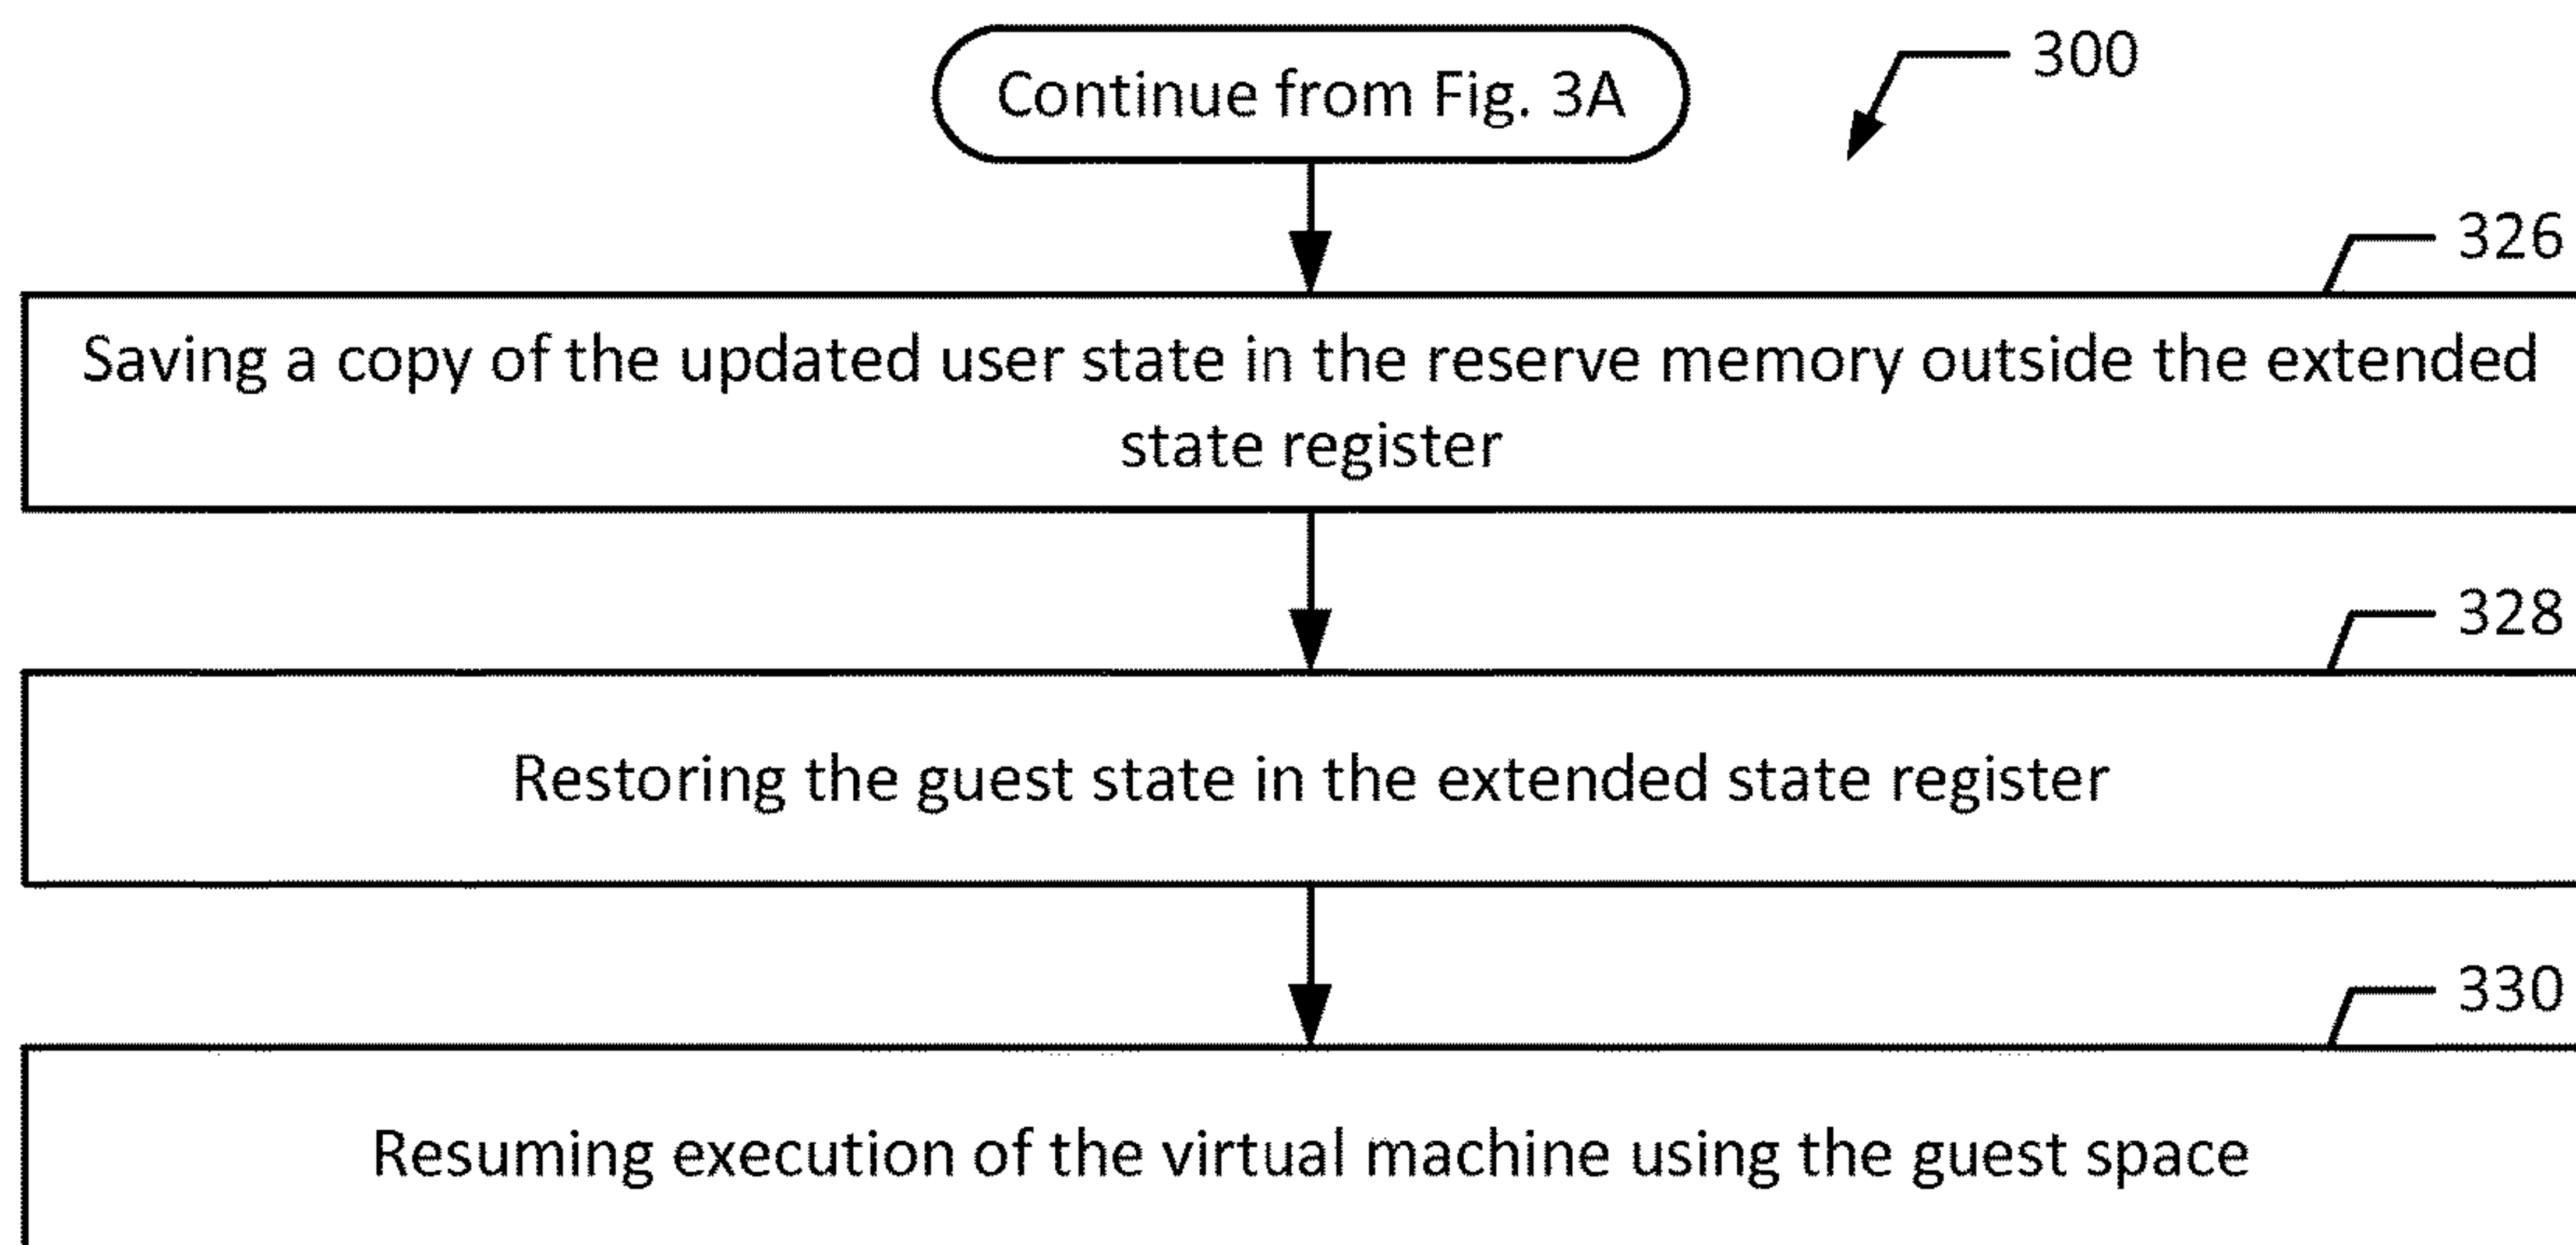 Continue from Fig. 3A
300
326
Saving a copy of the updated user state in the reserve memory outside the extended
state register
328
Restoring the guest state in the extended state register
330
Resuming execution of the virtual machine using the guest space